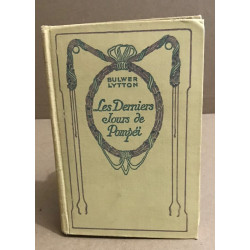 BULWER
LYTTON
Les Derniers
Jours de
Pompéi